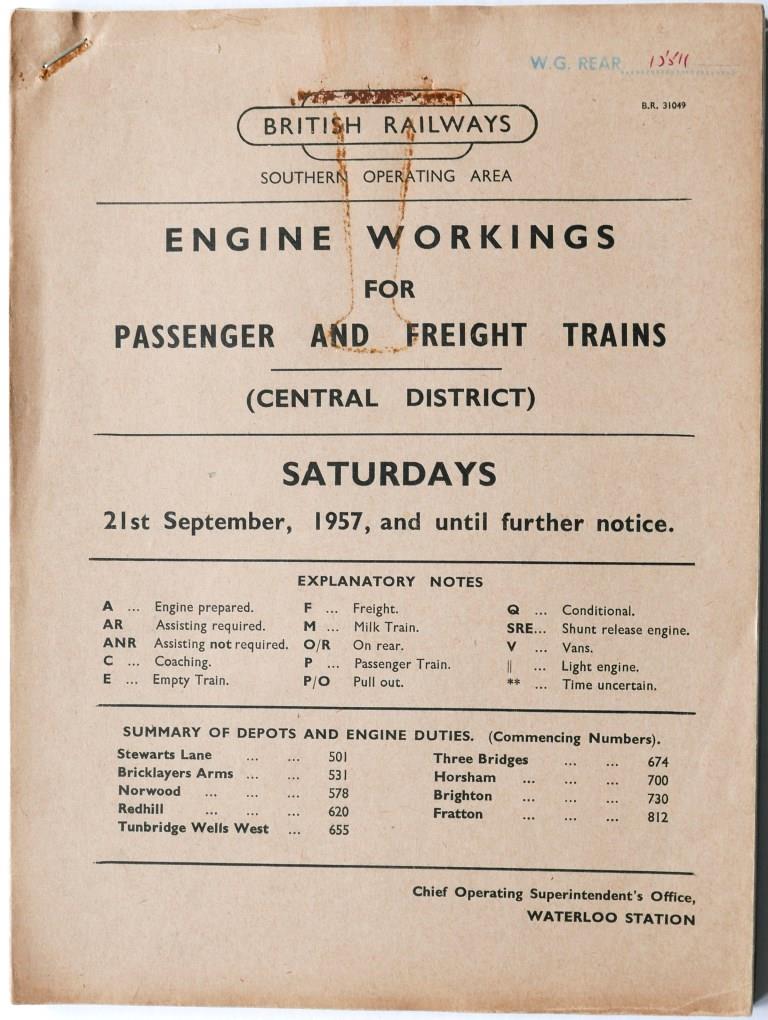 W.G. REAR
B.R. 31049
BRITISH RAILWAYS
SOUTHERN OPERATING AREA
ENGINE WORKINGS
FOR
PASSENGER AND FREIGHT TRAINS
(CENTRAL DISTRICT)
SATURDAYS
21st September, 1957, and until further notice.
EXPLANATORY NOTES
A ... Engine prepared.
AR Assisting required.
ANR Assisting not required.
C ... Coaching.
E ... Empty Train.
F ... Freight.
M ... Milk Train.
O/R On rear.
P ... Passenger Train.
P/O Pull out.
Q ... Conditional.
SRE... Shunt release engine.
V ... Vans.
|| ... Light engine.
** ... Time uncertain.
SUMMARY OF DEPOTS AND ENGINE DUTIES. (Commencing Numbers).
Stewarts Lane ... ... 501
Bricklayers Arms ... ... 531
Norwood ... ... ... 578
Redhill ... ... ... 620
Tunbridge Wells West ... 655
Three Bridges ... ... 674
Horsham ... ... ... 700
Brighton ... ... ... 730
Fratton ... ... ... 812
Chief Operating Superintendent's Office,
WATERLOO STATION